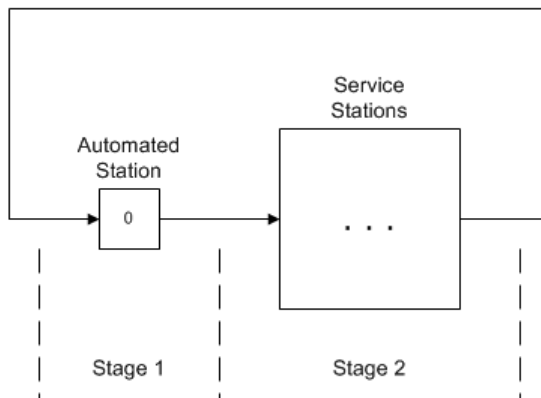 Service
Stations
Automated
Station
0
. . .
Stage 1
Stage 2